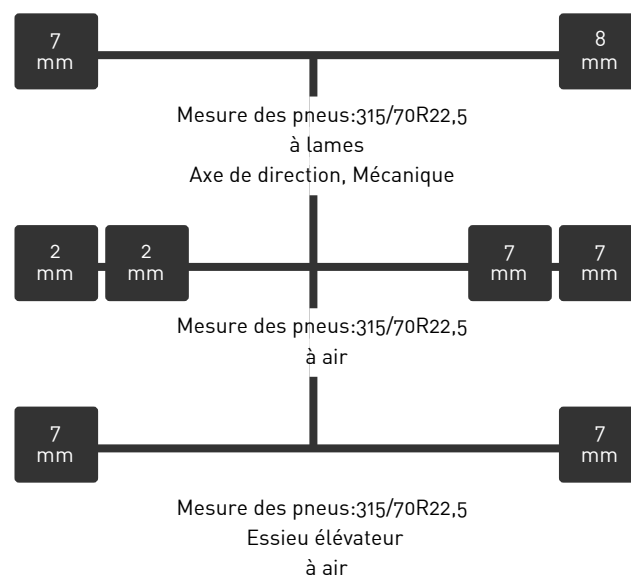 7 mm
8 mm
Mesure des pneus:315/70R22,5
à lames
Axe de direction, Mécanique
2 mm
2 mm
7 mm
7 mm
Mesure des pneus:315/70R22,5
à air
7 mm
7 mm
Mesure des pneus:315/70R22,5
Essieu élévateur
à air